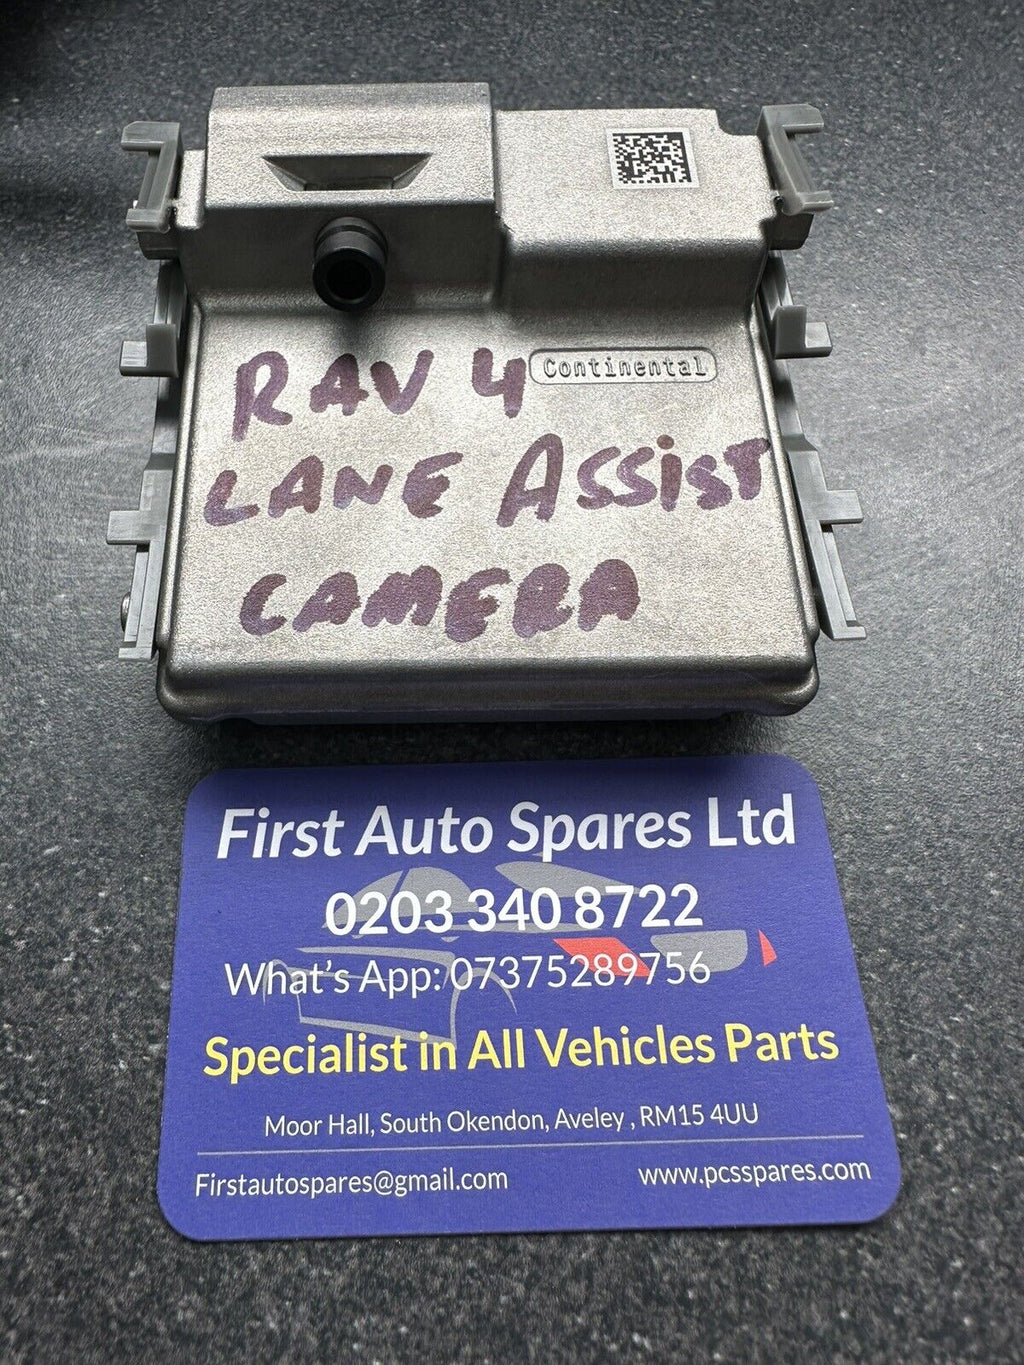 RAV 4
Continental
LANE ASSIST
CAMERA
First Auto Spares Ltd
0203 340 8722
What's App: 07375289756
Specialist in All Vehicles Parts
Moor Hall, South Okendon, Aveley , RM15 4UU
Firstautospares@gmail.com
www.pcsspares.com